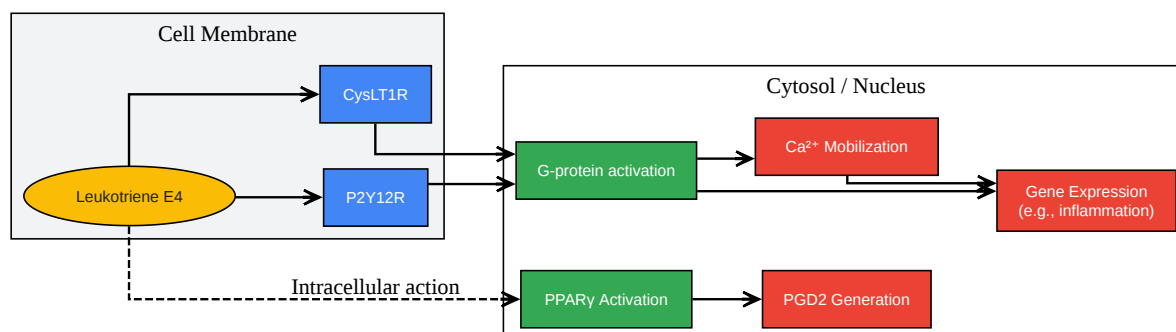 Cell Membrane
CysLT1R
Leukotriene E4
P2Y12R
Cytosol / Nucleus
G-protein activation
Ca²⁺ Mobilization
Gene Expression
(e.g., inflammation)
Intracellular action
PPARγ Activation
PGD2 Generation